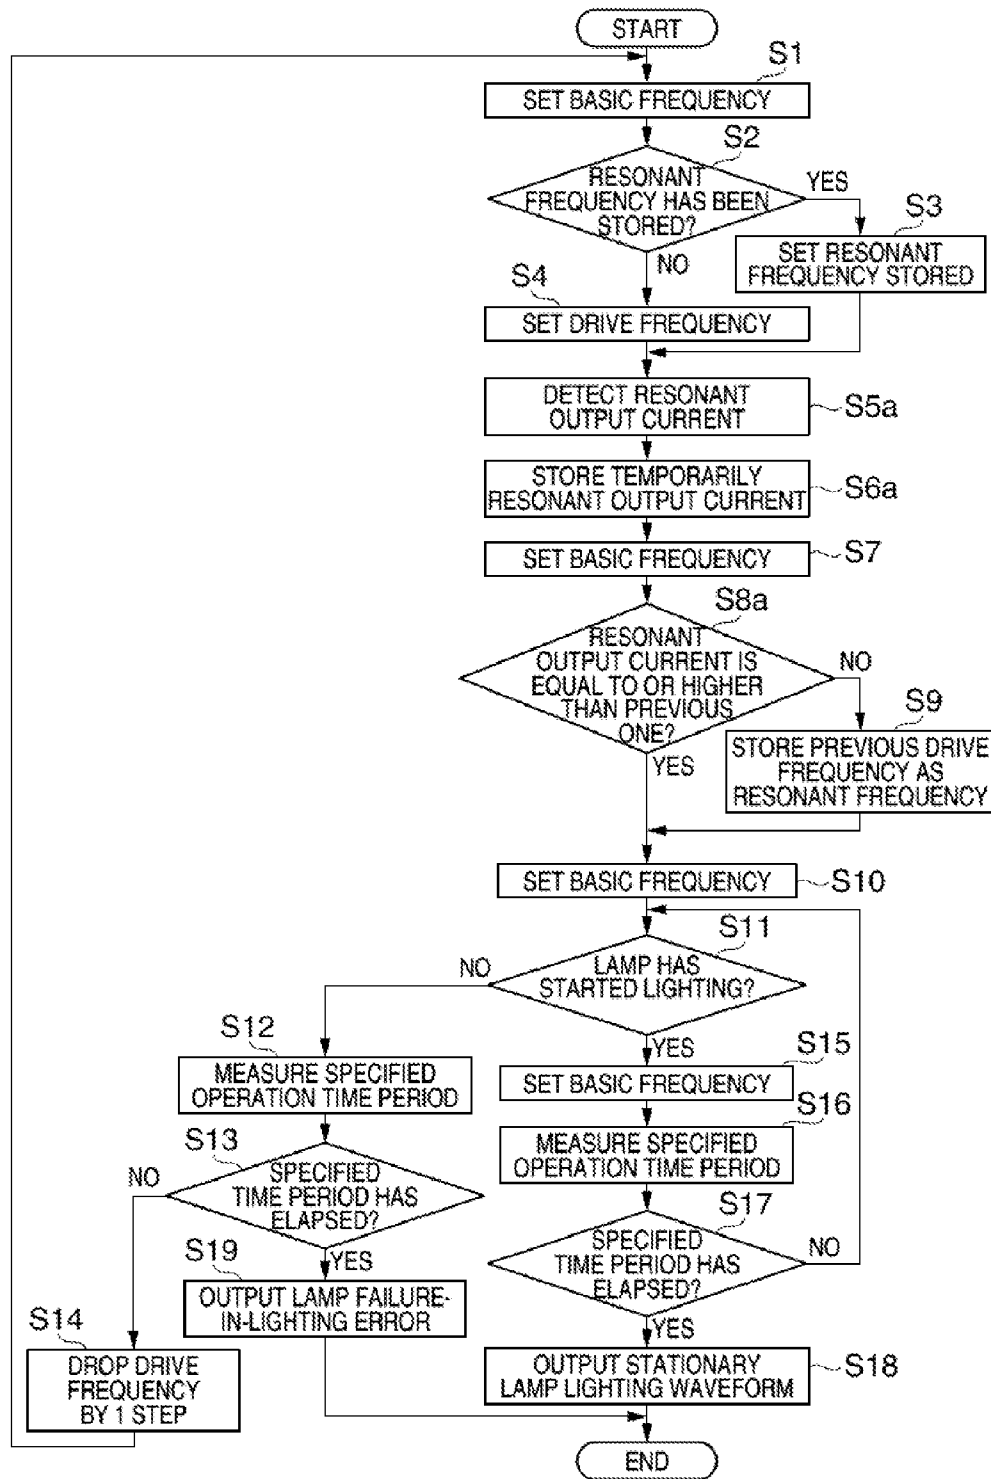 START
S1
SET BASIC FREQUENCY
S2
RESONANT
FREQUENCY HAS BEEN
STORED?
YES
NO
S3
SET RESONANT
FREQUENCY STORED
S4
SET DRIVE FREQUENCY
DETECT RESONANT
OUTPUT CURRENT
S5a
STORE TEMPORARILY
RESONANT OUTPUT CURRENT
S6a
SET BASIC FREQUENCY
S7
S8a
RESONANT
OUTPUT CURRENT IS
EQUAL TO OR HIGHER
THAN PREVIOUS
ONE?
NO
YES
S9
STORE PREVIOUS DRIVE
FREQUENCY AS
RESONANT FREQUENCY
SET BASIC FREQUENCY
S10
S11
LAMP HAS
STARTED LIGHTING?
NO
YES
S12
MEASURE SPECIFIED
OPERATION TIME PERIOD
S13
SPECIFIED
TIME PERIOD HAS
ELAPSED?
NO
YES
S19
OUTPUT LAMP FAILURE-
IN-LIGHTING ERROR
S14
DROP DRIVE
FREQUENCY
BY 1 STEP
S15
SET BASIC FREQUENCY
S16
MEASURE SPECIFIED
OPERATION TIME PERIOD
S17
SPECIFIED
TIME PERIOD HAS
ELAPSED?
NO
YES
OUTPUT STATIONARY
LAMP LIGHTING WAVEFORM
S18
END